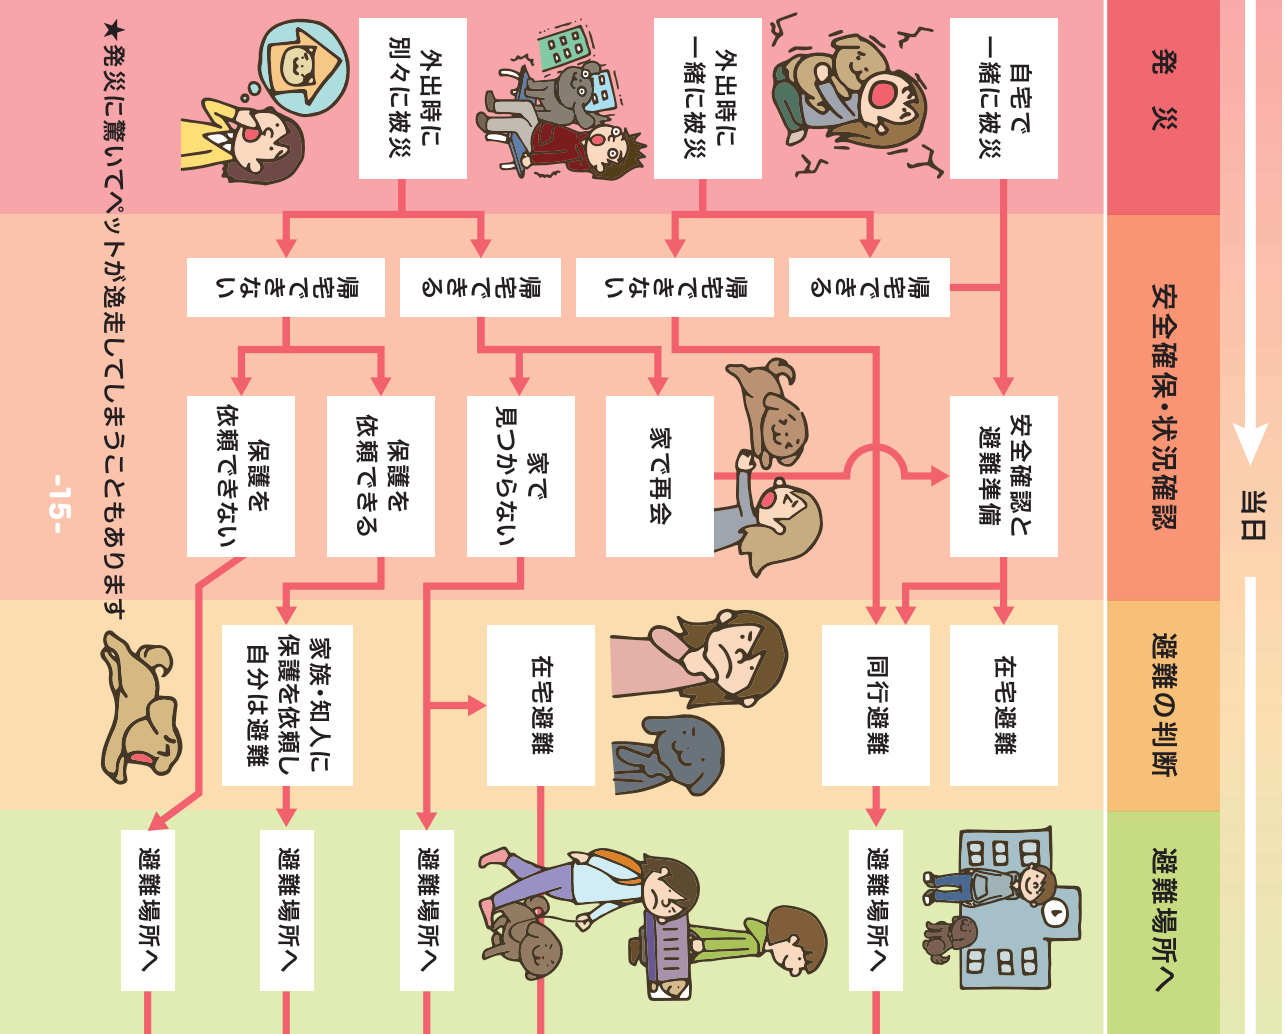 当日
発災
安全確保・状況確認
避難の判断
避難場所へ
自宅で
一緒に被災
外出時に
一緒に被災
外出時に
別々に被災
帰宅できる
帰宅できない
帰宅できる
帰宅できない
安全確認と
避難準備
家で再会
家で
見つからない
保護を
依頼できる
保護を
依頼できない
在宅避難
同行避難
在宅避難
家族・知人に
保護を依頼し
自分は避難
避難場所へ
避難場所へ
避難場所へ
避難場所へ
★発災に驚いてペットが逸走してしまうこともあります
-15-